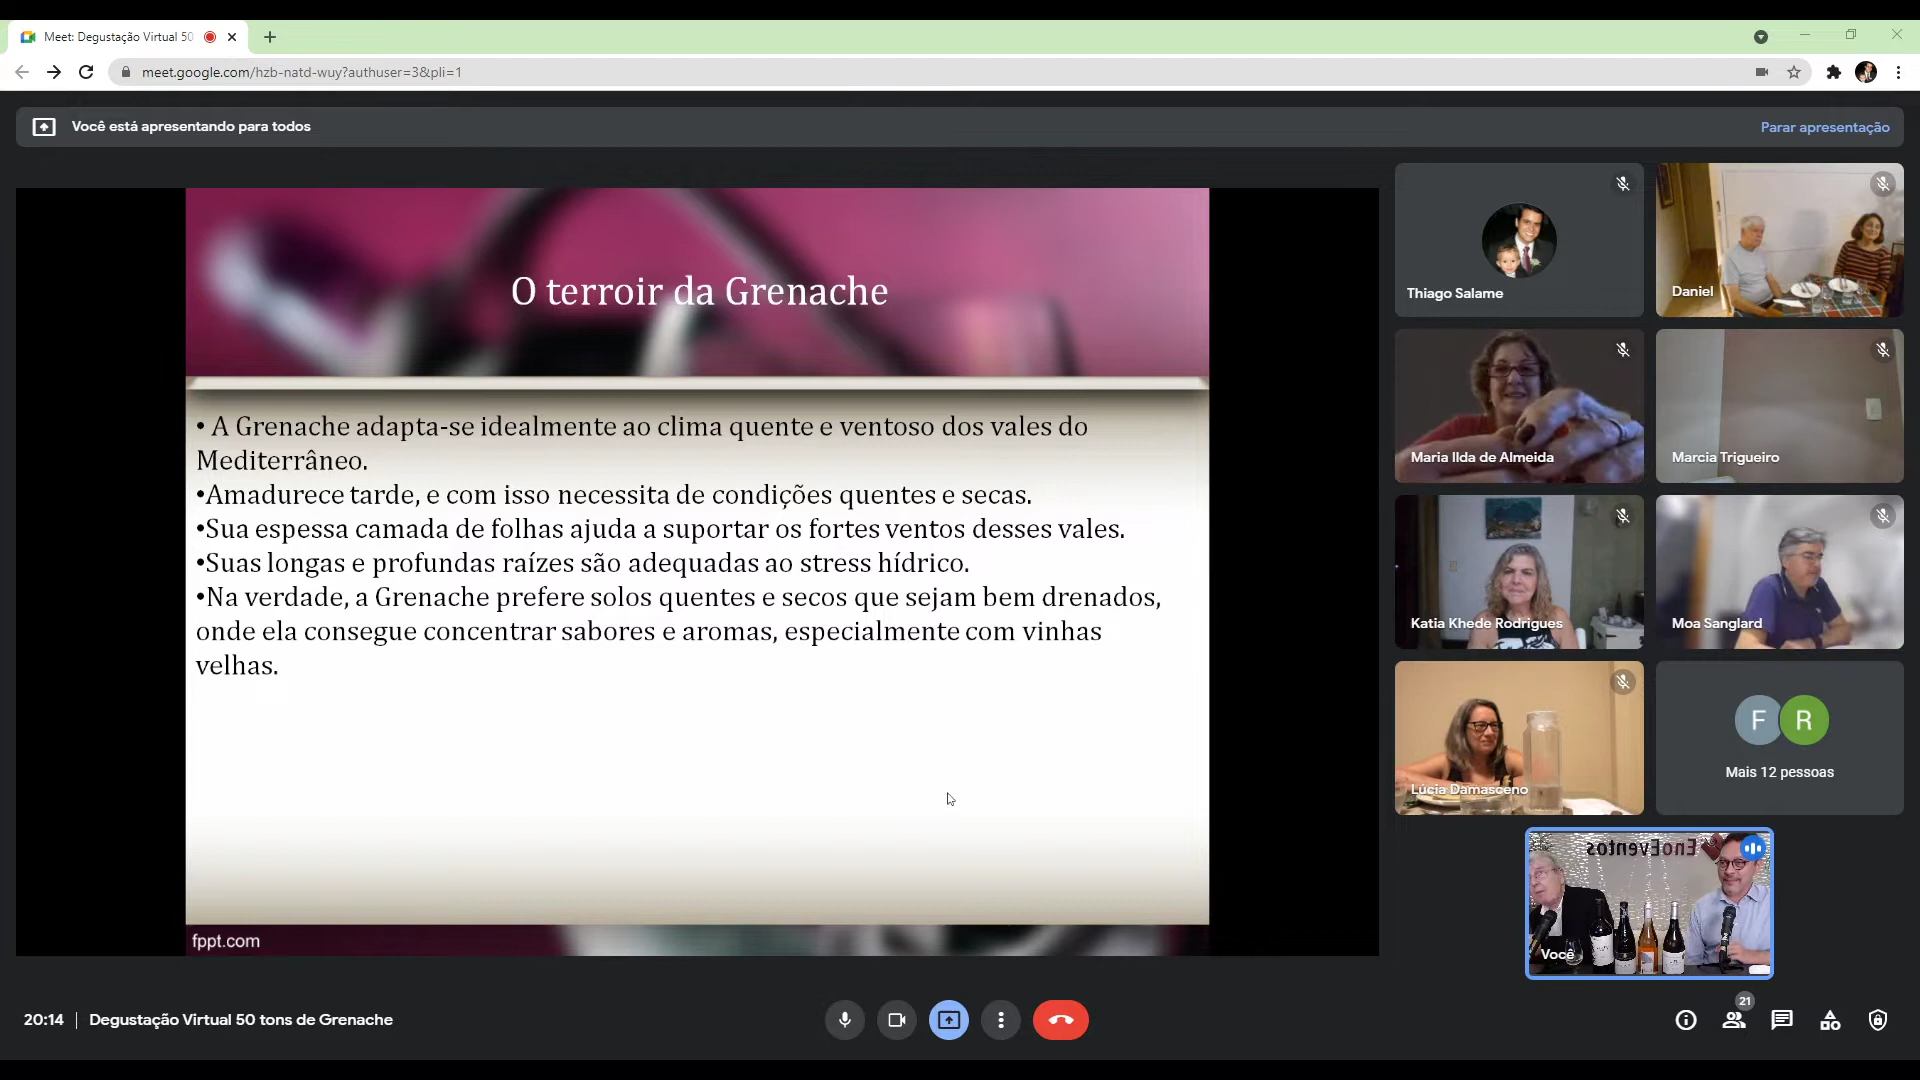 Meet: Degustação Virtual 50
meet.google.com/hzb-natd-wuy?authuser=3&pli=1
Você está apresentando para todos
Parar apresentação
O terroir da Grenache
• A Grenache adapta-se idealmente ao clima quente e ventoso dos vales do
Mediterrâneo.
•Amadurece tarde, e com isso necessita de condições quentes e secas.
•Sua espessa camada de folhas ajuda a suportar os fortes ventos desses vales.
•Suas longas e profundas raízes são adequadas ao stress hídrico.
•Na verdade, a Grenache prefere solos quentes e secos que sejam bem drenados,
onde ela consegue concentrar sabores e aromas, especialmente com vinhas
velhas.
fppt.com
Thiago Salame
Daniel
Maria Ilda de Almeida
Marcia Trigueiro
Katia Khede Rodrigues
Moa Sanglard
Lúcia Damasceno
F R
Mais 12 pessoas
EnoEventos
Você
20:14 | Degustação Virtual 50 tons de Grenache
21